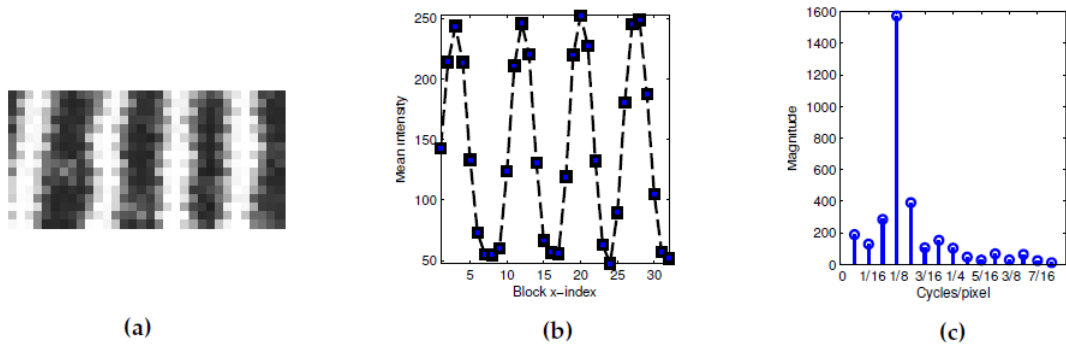 250
200
150
100
50
Mean intensity
5 10 15 20 25 30
Block x-index
1600
1400
1200
1000
800
600
400
200
0
Magnitude
0 1/16 1/8 3/16 1/4 5/16 3/8 7/16
Cycles/pixel
(a)
(b)
(c)